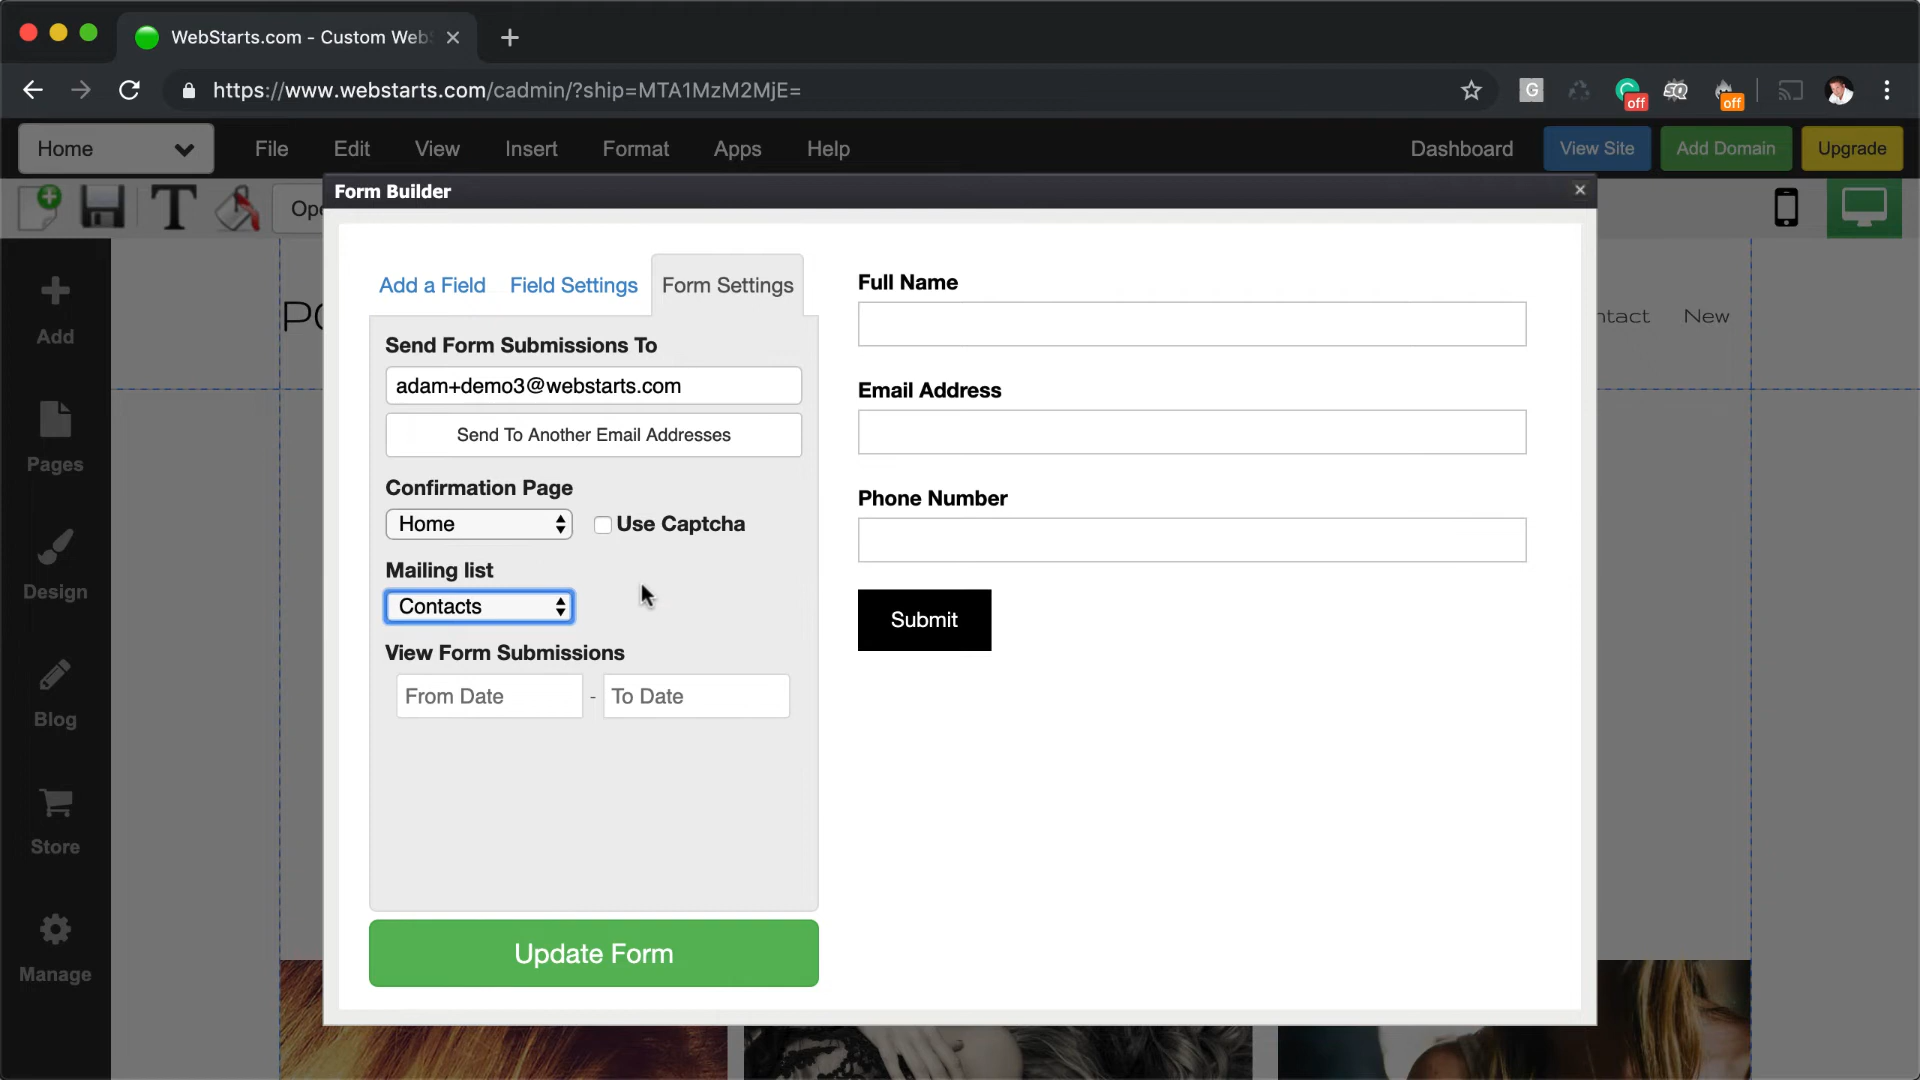 WebStarts.com - Custom Web
https://www.webstarts.com/cadmin/?ship=MTA1MzM2MjE=
G
off
off
Home
File
Edit
View
Insert
Format
Apps
Help
Dashboard
View Site
Add Domain
Upgrade
T
Ope
Form Builder
Add
Pages
Design
Blog
Store
Manage
PO
ntact
New
Add a Field
Field Settings
Form Settings
Send Form Submissions To
adam+demo3@webstarts.com
Send To Another Email Addresses
Confirmation Page
Home
Use Captcha
Mailing list
Contacts
View Form Submissions
From Date - To Date
Update Form
Full Name
Email Address
Phone Number
Submit